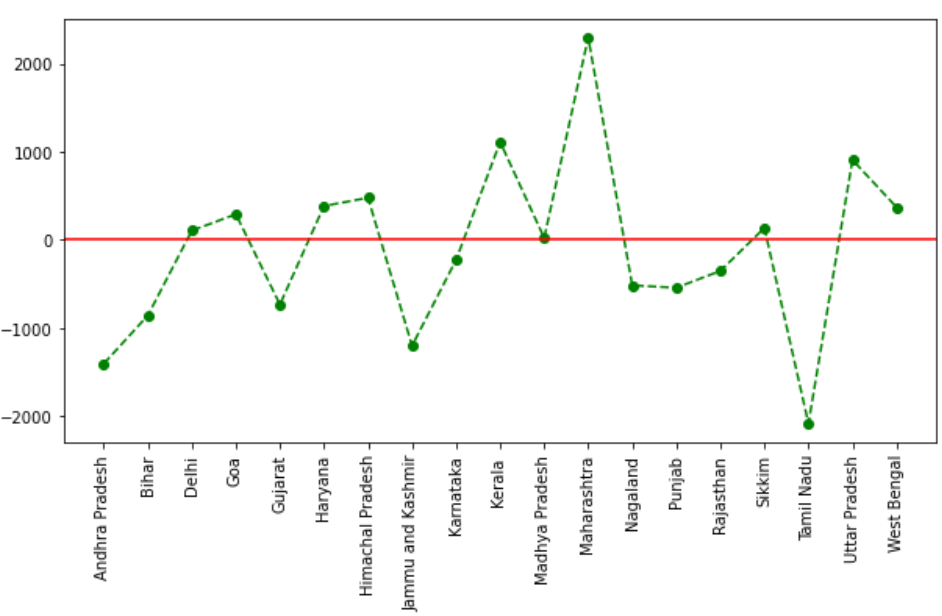 2000
1000
0
−1000
−2000
Andhra Pradesh
Bihar
Delhi
Goa
Gujarat
Haryana
Himachal Pradesh
Jammu and Kashmir
Karnataka
Kerala
Madhya Pradesh
Maharashtra
Nagaland
Punjab
Rajasthan
Sikkim
Tamil Nadu
Uttar Pradesh
West Bengal